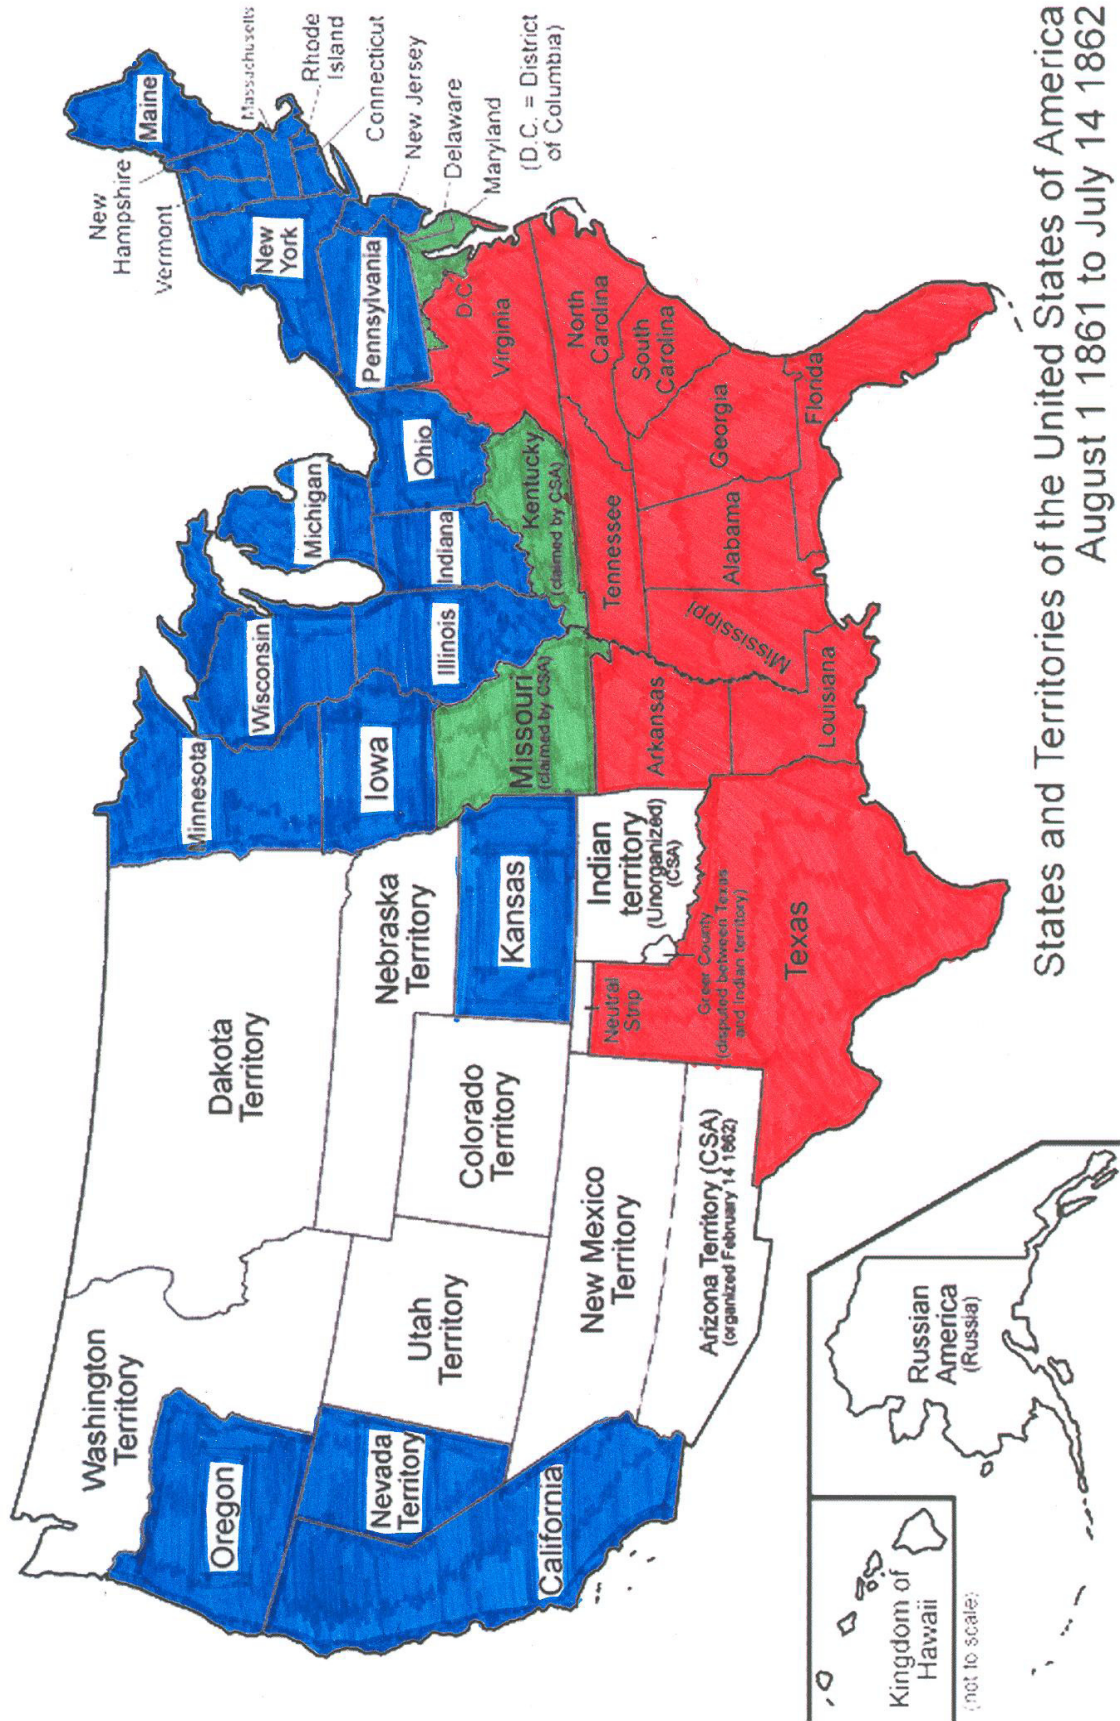 Washington
Territory
Oregon
Nevada
Territory
California
Utah
Territory
Dakota
Territory
Nebraska
Territory
Colorado
Territory
New Mexico
Territory
Arizona Territory (CSA)
(organized February 14 1862)
Kansas
Indian
territory
(Unorganized)
(CSA)
Neutral
Strip
Greer County
(disputed between Texas
and Indian territory)
Texas
Minnesota
Iowa
Missouri
(claimed by CSA)
Arkansas
Louisiana
Wisconsin
Illinois
Michigan
Indiana
Ohio
Kentucky
(claimed by CSA)
Tennessee
Mississippi
Alabama
Georgia
Florida
South
Carolina
North
Carolina
Virginia
D.C.
Pennsylvania
New
York
Vermont
New
Hampshire
Maine
Massachusetts
Rhode
Island
Connecticut
New Jersey
Delaware
Maryland
(D.C. = District
of Columbia)
Kingdom of
Hawaii
(not to scale)
Russian
America
(Russia)
States and Territories of the United States of America
August 1 1861 to July 14 1862